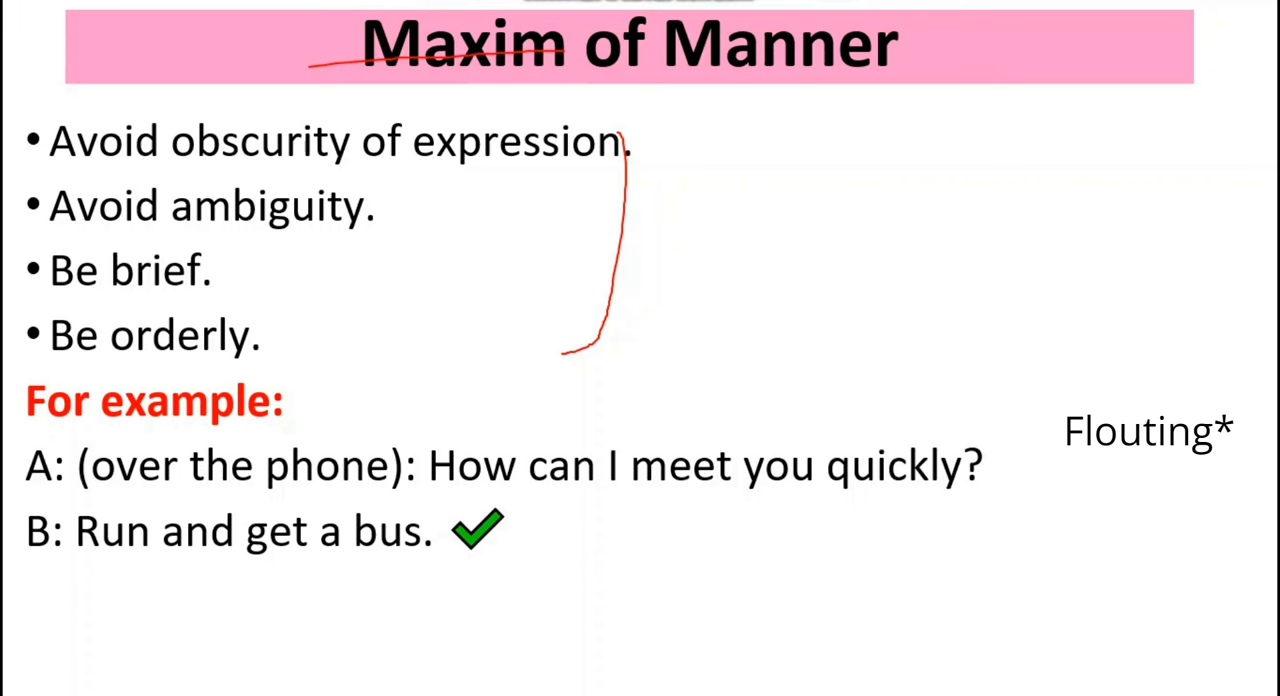 Maxim of Manner
• Avoid obscurity of expression.
• Avoid ambiguity.
• Be brief.
• Be orderly.
For example:
Flouting*
A: (over the phone): How can I meet you quickly?
B: Run and get a bus.